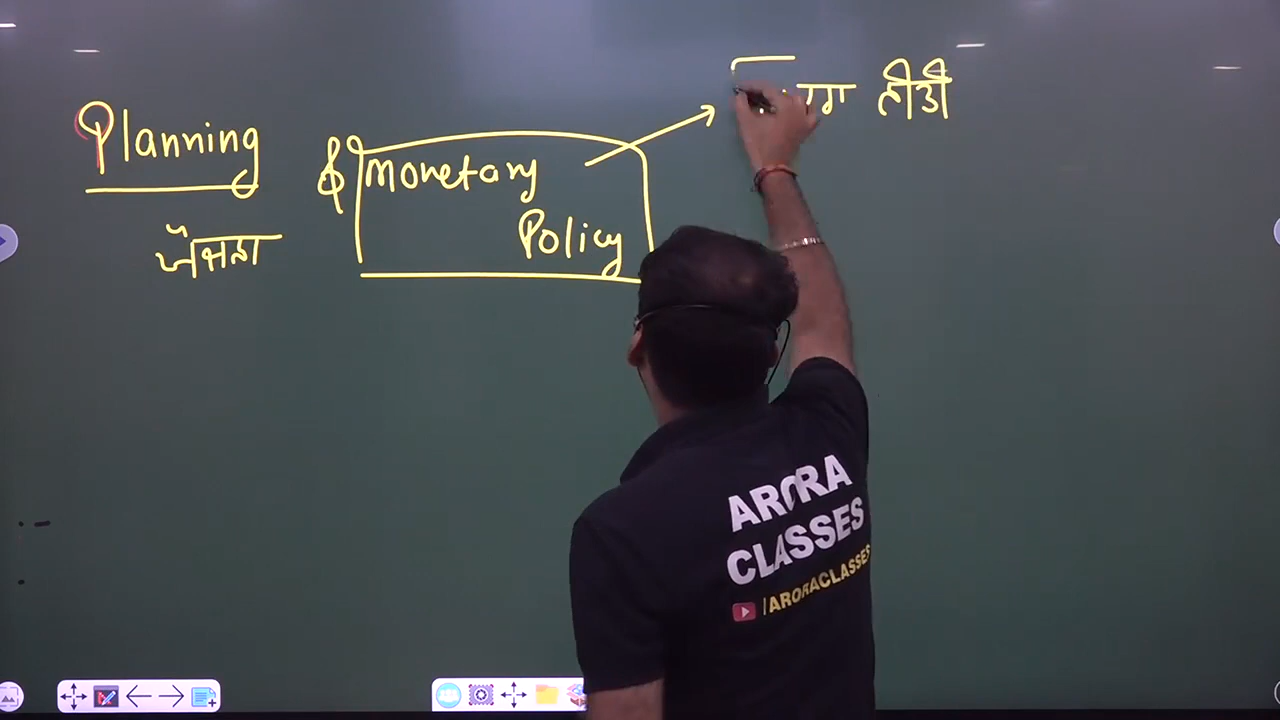 Planning
ਯੋਜਨਾ
& Monetary
Policy
ਨੀਤੀ
ARORA
CLASSES
/ARORACLASSES